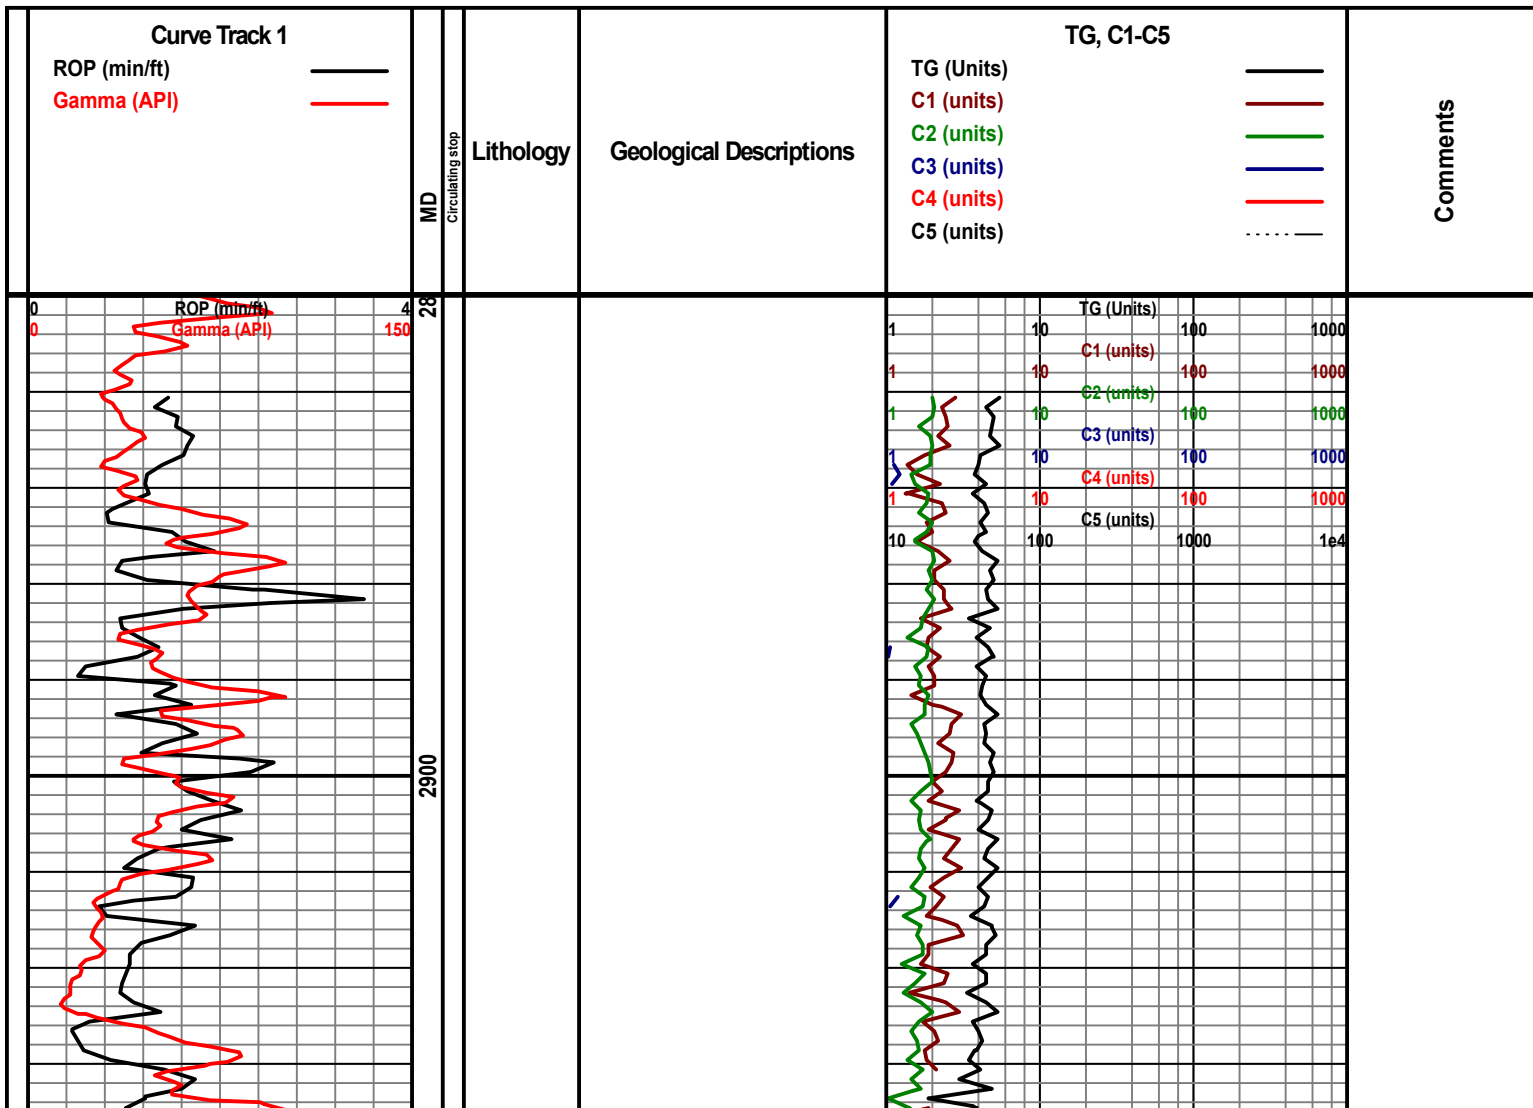 Curve Track 1
ROP (min/ft)
Gamma (API)
MD
Circulating stop
Lithology
Geological Descriptions
TG, C1-C5
TG (Units)
C1 (units)
C2 (units)
C3 (units)
C4 (units)
C5 (units)
Comments
0 ROP (min/ft) 4
0 Gamma (API) 150
28
2900
TG (Units)
1 10 100 1000
C1 (units)
1 10 100 1000
C2 (units)
1 10 100 1000
C3 (units)
1 10 100 1000
C4 (units)
1 10 100 1000
C5 (units)
10 100 1000 1e4